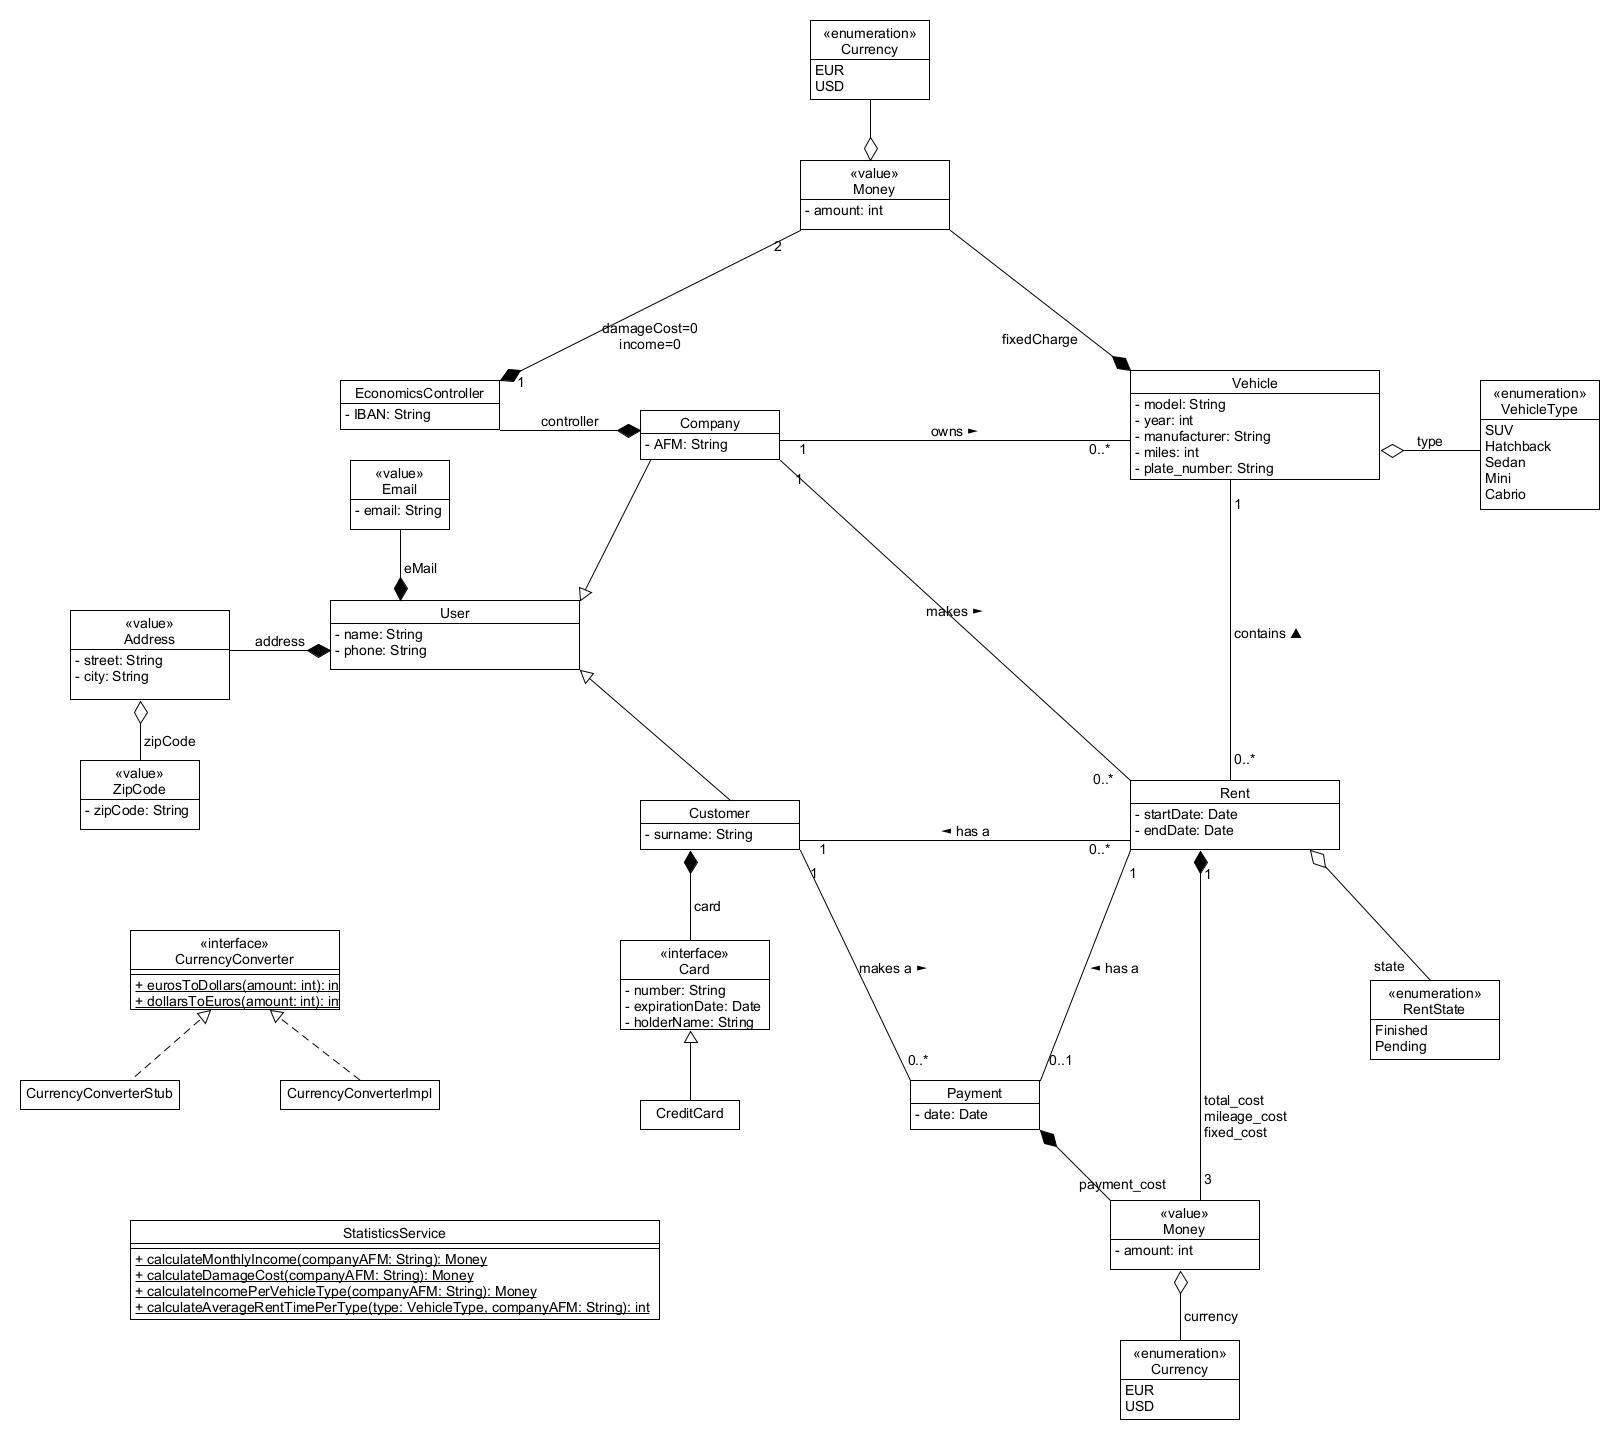 «enumeration»
Currency
EUR
USD
«value»
Money
- amount: int
2
damageCost=0
income=0
1
fixedCharge
EconomicsController
- IBAN: String
controller
Company
- AFM: String
owns ►
1
0..*
1
Vehicle
- model: String
- year: int
- manufacturer: String
- miles: int
- plate_number: String
type
«enumeration»
VehicleType
SUV
Hatchback
Sedan
Mini
Cabrio
«value»
Email
- email: String
eMail
1
User
- name: String
- phone: String
«value»
Address
- street: String
- city: String
address
makes ►
contains ▲
zipCode
«value»
ZipCode
- zipCode: String
0..*
0..*
Customer
- surname: String
◄ has a
1
0..*
Rent
- startDate: Date
- endDate: Date
1
1
1
card
«interface»
CurrencyConverter
+ eurosToDollars(amount: int): in
+ dollarsToEuros(amount: int): in
«interface»
Card
- number: String
- expirationDate: Date
- holderName: String
makes a ►
◄ has a
state
«enumeration»
RentState
Finished
Pending
0..*
0..1
CurrencyConverterStub
CurrencyConverterImpl
CreditCard
Payment
- date: Date
total_cost
mileage_cost
fixed_cost
payment_cost
3
«value»
Money
- amount: int
StatisticsService
+ calculateMonthlyIncome(companyAFM: String): Money
+ calculateDamageCost(companyAFM: String): Money
+ calculateIncomePerVehicleType(companyAFM: String): Money
+ calculateAverageRentTimePerType(type: VehicleType, companyAFM: String): int
currency
«enumeration»
Currency
EUR
USD